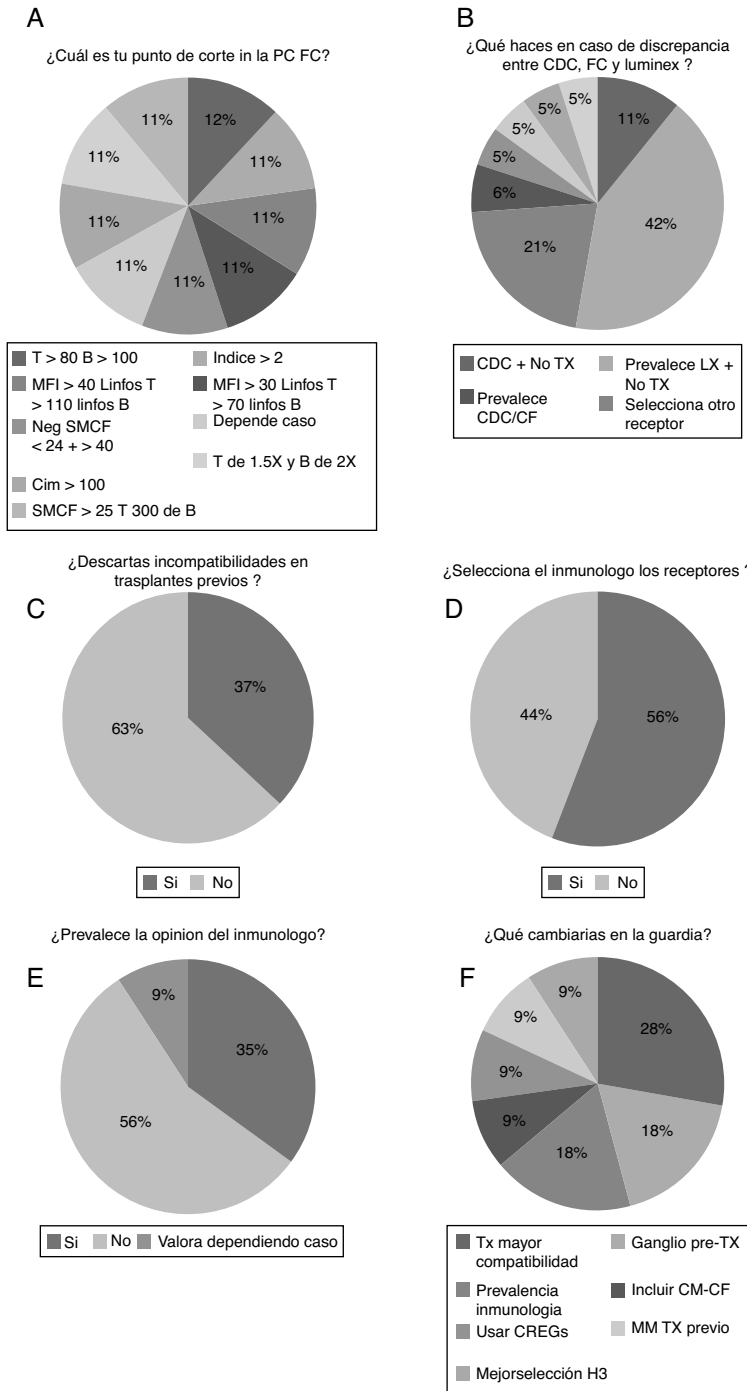 A
¿Cuál es tu punto de corte in la PC FC?
11%
12%
11%
11%
11%
11%
11%
11%
11%
T > 80 B > 100
Indice > 2
MFI > 40 Linfos T
> 110 linfos B
MFI > 30 Linfos T
> 70 linfos B
Neg SMCF
< 24 + > 40
Depende caso
T de 1.5X y B de 2X
Cim > 100
SMCF > 25 T 300 de B
B
¿Qué haces en caso de discrepancia
entre CDC, FC y luminex ?
5%
5%
11%
5%
5%
6%
42%
21%
CDC + No TX
Prevalece LX +
No TX
Prevalece
CDC/CF
Selecciona otro
receptor
C
¿Descartas incompatibilidades en
trasplantes previos ?
37%
63%
Si
No
D
¿Selecciona el inmunologo los receptores ?
44%
56%
Si
No
E
¿Prevalece la opinion del inmunologo?
9%
35%
56%
Si
No
Valora dependiendo caso
F
¿Qué cambiarias en la guardia?
9%
9%
28%
9%
9%
18%
18%
Tx mayor
compatibilidad
Ganglio pre-TX
Prevalencia
inmunologia
Incluir CM-CF
Usar CREGs
MM TX previo
Mejorselección H3